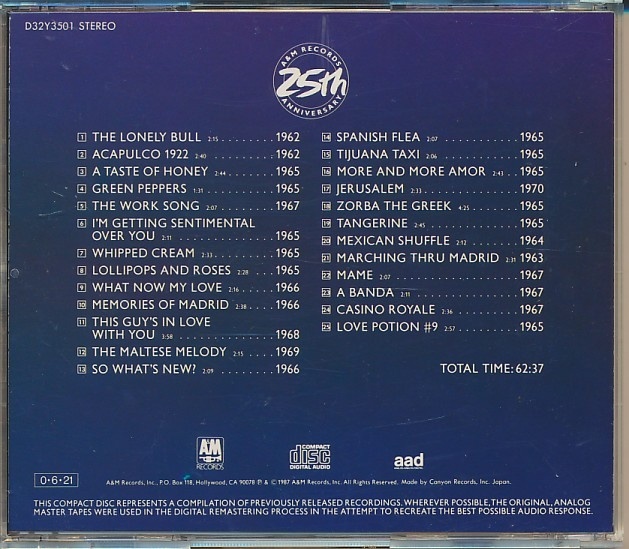 D32Y3501 STEREO
A&M RECORDS
25th
ANNIVERSARY
1 THE LONELY BULL 2:15 . . . . . . . 1962
2 ACAPULCO 1922 2:40 . . . . . . . . 1962
3 A TASTE OF HONEY 2:44 . . . . . . 1965
4 GREEN PEPPERS 1:31 . . . . . . . . 1965
5 THE WORK SONG 2:07 . . . . . . . 1967
6 I'M GETTING SENTIMENTAL
OVER YOU 2:11 . . . . . . . . . . . . 1965
7 WHIPPED CREAM 2:33 . . . . . . . . 1965
8 LOLLIPOPS AND ROSES 2:28 . . . . 1965
9 WHAT NOW MY LOVE 2:16 . . . . . 1966
10 MEMORIES OF MADRID 2:38 . . . . 1966
11 THIS GUY'S IN LOVE
WITH YOU 3:58 . . . . . . . . . . . . 1968
12 THE MALTESE MELODY 2:15 . . . . . 1969
13 SO WHAT'S NEW? 2:09 . . . . . . . . 1966
14 SPANISH FLEA 2:07 . . . . . . . . . . 1965
15 TIJUANA TAXI 2:06 . . . . . . . . . . 1965
16 MORE AND MORE AMOR 2:43 . . . 1965
17 JERUSALEM 2:33 . . . . . . . . . . . . 1970
18 ZORBA THE GREEK 4:25 . . . . . . . 1965
19 TANGERINE 2:45 . . . . . . . . . . . . 1965
20 MEXICAN SHUFFLE 2:12 . . . . . . . 1964
21 MARCHING THRU MADRID 2:31 1963
22 MAME 2:07 . . . . . . . . . . . . . . . 1967
23 A BANDA 2:11 . . . . . . . . . . . . . 1967
24 CASINO ROYALE 2:36 . . . . . . . . 1967
25 LOVE POTION #9 2:57 . . . . . . . . 1965
TOTAL TIME: 62:37
A&M
RECORDS
COMPACT
disc
DIGITAL AUDIO
aad
0·6·21
A&M Records, Inc., P.O. Box 118, Hollywood, CA 90078 ℗ & © 1987 A&M Records, Inc. All Rights Reserved. Made by Canyon Records, Inc. Japan.
THIS COMPACT DISC REPRESENTS A COMPILATION OF PREVIOUSLY RELEASED RECORDINGS. WHEREVER POSSIBLE, THE ORIGINAL, ANALOG
MASTER TAPES WERE USED IN THE DIGITAL REMASTERING PROCESS IN THE ATTEMPT TO RECREATE THE BEST POSSIBLE AUDIO RESPONSE.